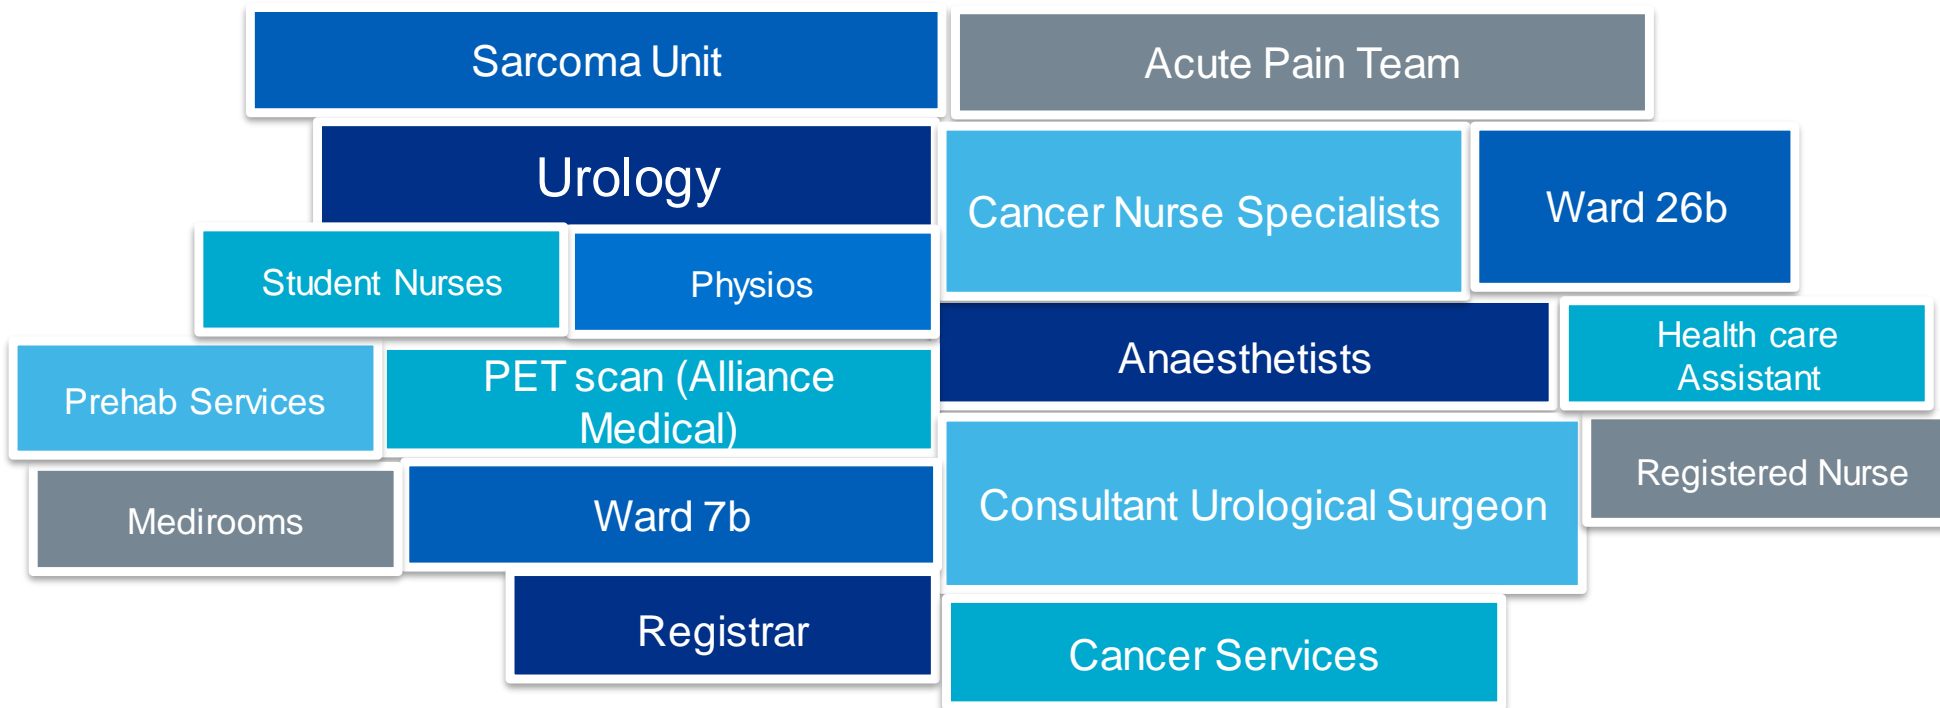 Sarcoma Unit
Acute Pain Team
Urology
Cancer Nurse Specialists
Ward 26b
Student Nurses
Physios
Anaesthetists
Health care
Assistant
Prehab Services
PET scan (Alliance
Medical)
Registered Nurse
Medirooms
Ward 7b
Consultant Urological Surgeon
Registrar
Cancer Services